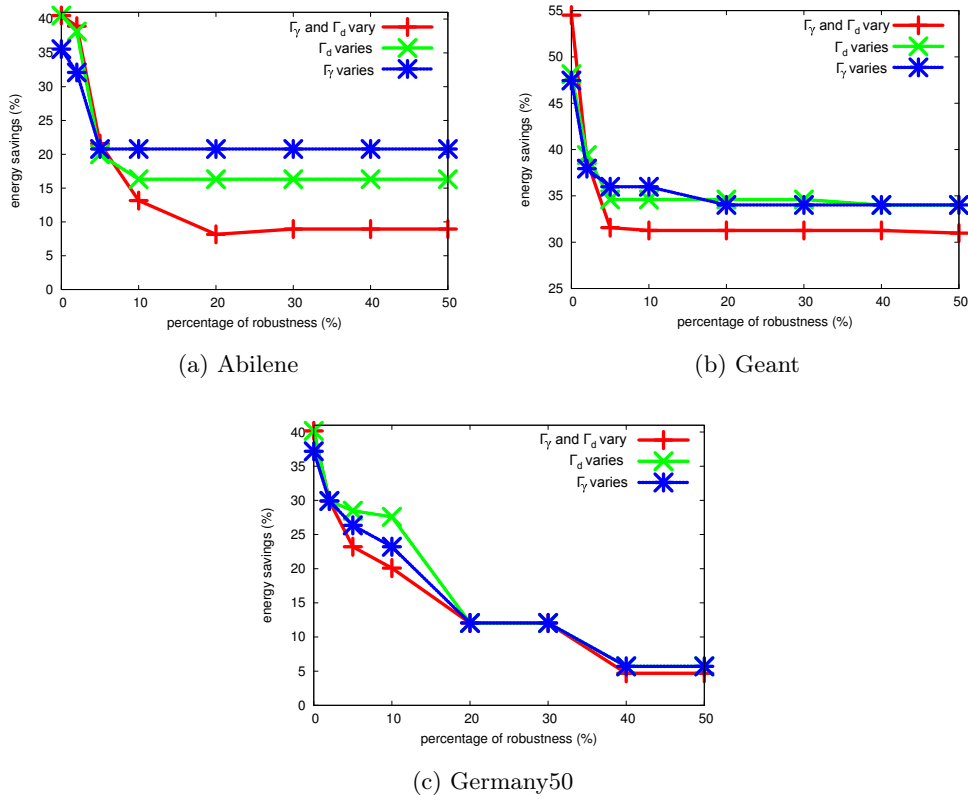 Γγ and Γd vary
Γd varies
Γγ varies
energy savings (%)
40
35
30
25
20
15
10
5
0
0 10 20 30 40 50
percentage of robustness (%)
(a) Abilene
Γγ and Γd vary
Γd varies
Γγ varies
energy savings (%)
55
50
45
40
35
30
25
0 10 20 30 40 50
percentage of robustness (%)
(b) Geant
Γγ and Γd vary
Γd varies
Γγ varies
energy savings (%)
40
35
30
25
20
15
10
5
0
0 10 20 30 40 50
percentage of robustness (%)
(c) Germany50